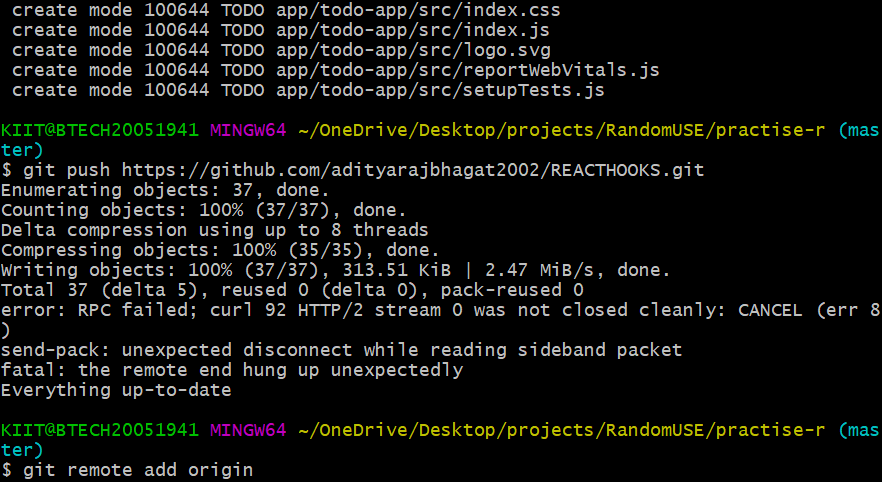 create mode 100644 TODO app/todo-app/src/index.css
create mode 100644 TODO app/todo-app/src/index.js
create mode 100644 TODO app/todo-app/src/logo.svg
create mode 100644 TODO app/todo-app/src/reportWebVitals.js
create mode 100644 TODO app/todo-app/src/setupTests.js
KIIT@BTECH20051941 MINGW64 ~/OneDrive/Desktop/projects/RandomUSE/practise-r (mas
ter)
$ git push https://github.com/adityarajbhagat2002/REACTHOOKS.git
Enumerating objects: 37, done.
Counting objects: 100% (37/37), done.
Delta compression using up to 8 threads
Compressing objects: 100% (35/35), done.
Writing objects: 100% (37/37), 313.51 KiB | 2.47 MiB/s, done.
Total 37 (delta 5), reused 0 (delta 0), pack-reused 0
error: RPC failed; curl 92 HTTP/2 stream 0 was not closed cleanly: CANCEL (err 8
)
send-pack: unexpected disconnect while reading sideband packet
fatal: the remote end hung up unexpectedly
Everything up-to-date
KIIT@BTECH20051941 MINGW64 ~/OneDrive/Desktop/projects/RandomUSE/practise-r (mas
ter)
$ git remote add origin